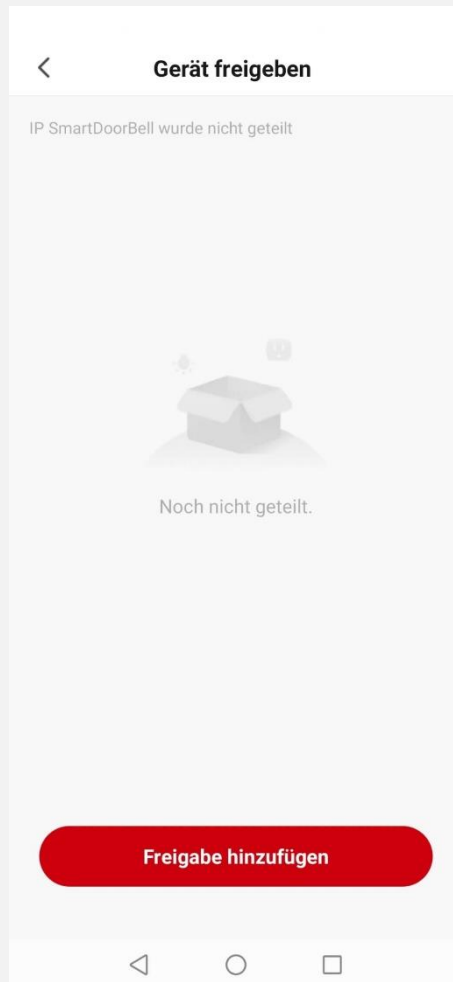 Gerät freigeben
IP SmartDoorBell wurde nicht geteilt
Noch nicht geteilt.
Freigabe hinzufügen